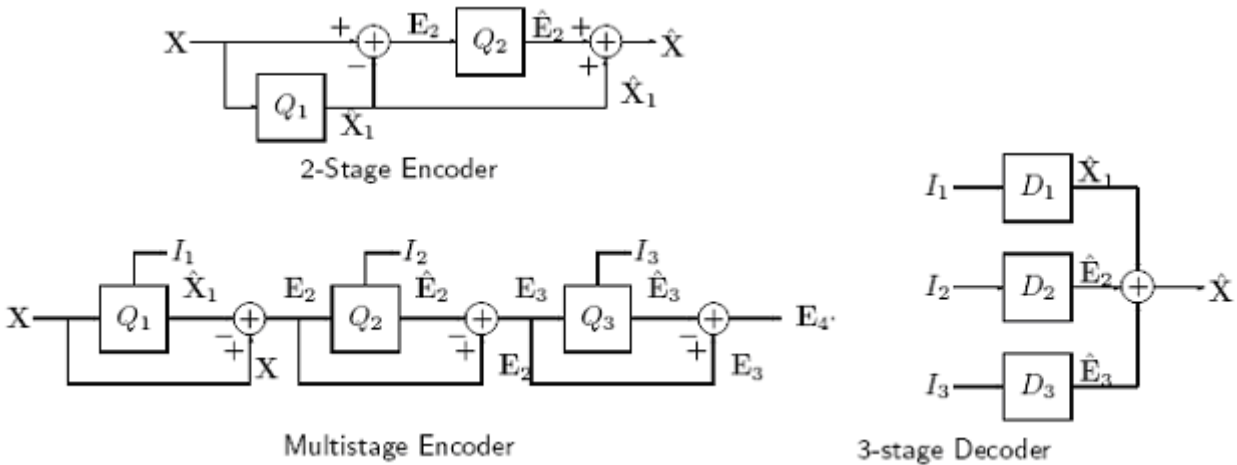 X + − + E₂ Q₂ Ê₂ + + + X̂
Q₁ X̂₁ X̂₁
2-Stage Encoder
I₁ I₂ I₃
X Q₁ X̂₁ + − + X E₂ Q₂ Ê₂ + − + E₂ E₃ Q₃ Ê₃ + − + E₃ E₄.
Multistage Encoder
I₁ D₁ X̂₁
I₂ D₂ Ê₂ + X̂
I₃ D₃ Ê₃
3-stage Decoder